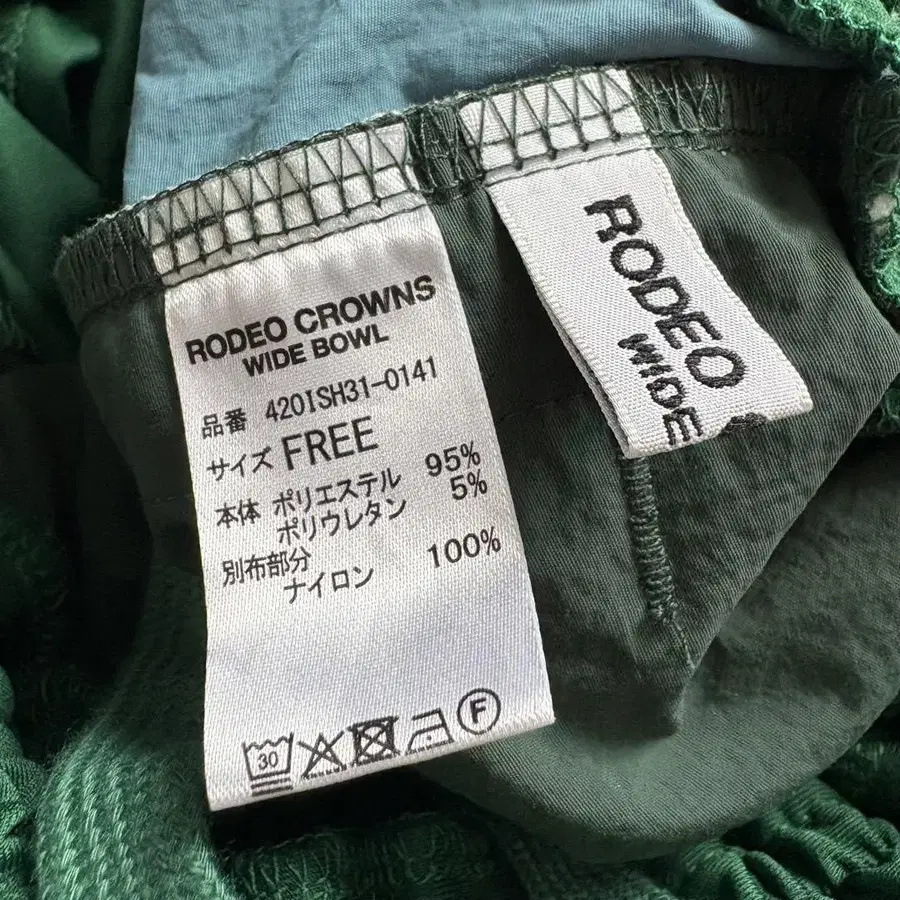 RODEO CROWNS
WIDE BOWL
品番 420ISH31-0141
サイズ FREE
本体 ポリエステル 95%
ポリウレタン 5%
別布部分
ナイロン 100%
30
F
RODEO
WIDE